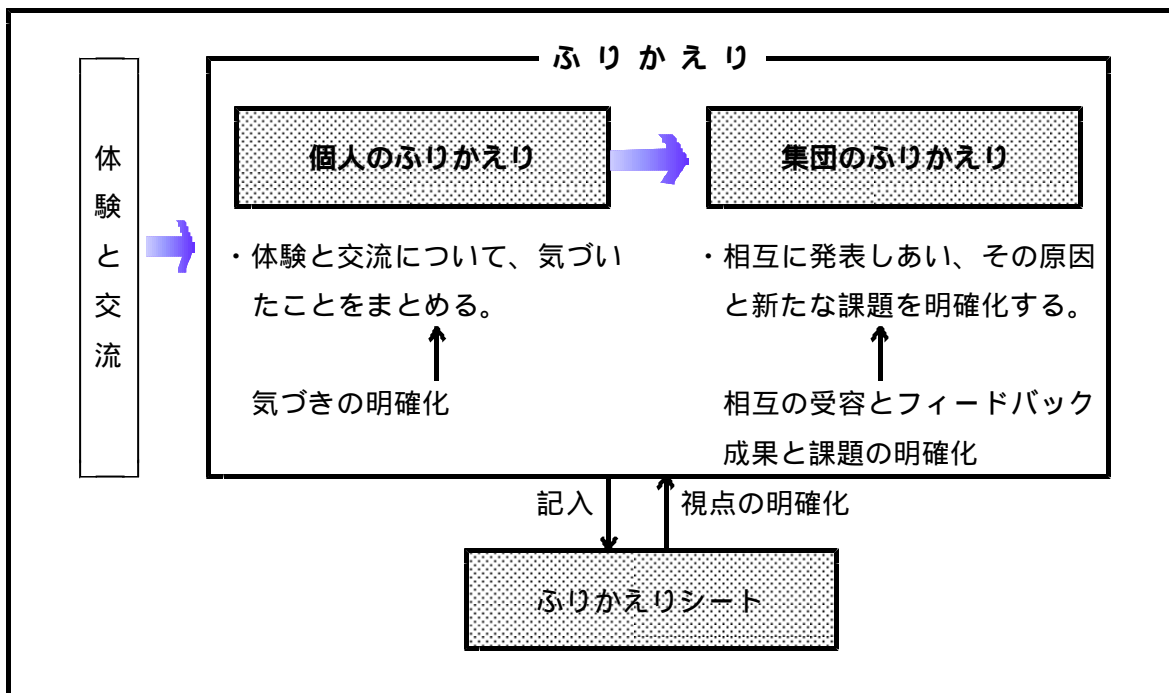 ふりかえり
体験と交流
個人のふりかえり
・体験と交流について、気づい
たことをまとめる。
気づきの明確化
集団のふりかえり
・相互に発表しあい、その原因
と新たな課題を明確化する。
相互の受容とフィードバック
成果と課題の明確化
記入
視点の明確化
ふりかえりシート